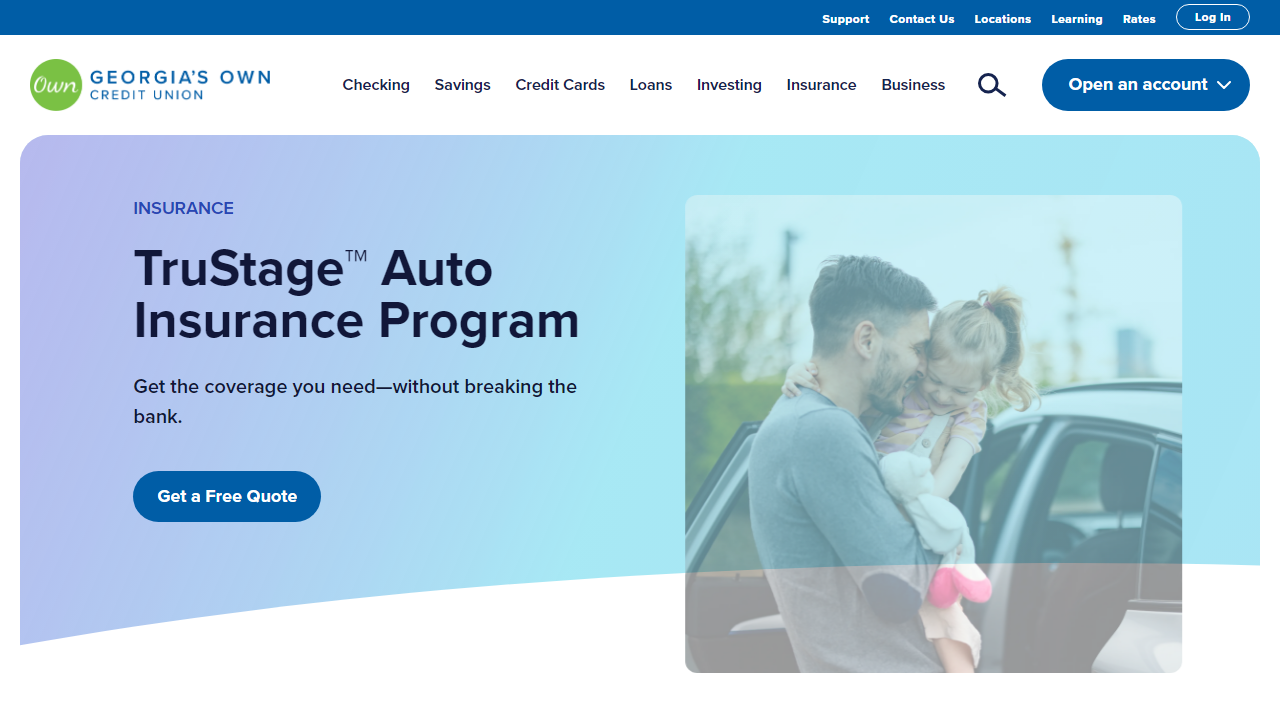 Support Contact Us Locations Learning Rates Log In
Own GEORGIA'S OWN
CREDIT UNION
Checking Savings Credit Cards Loans Investing Insurance Business Open an account
INSURANCE
TruStage™ Auto
Insurance Program
Get the coverage you need—without breaking the
bank.
Get a Free Quote